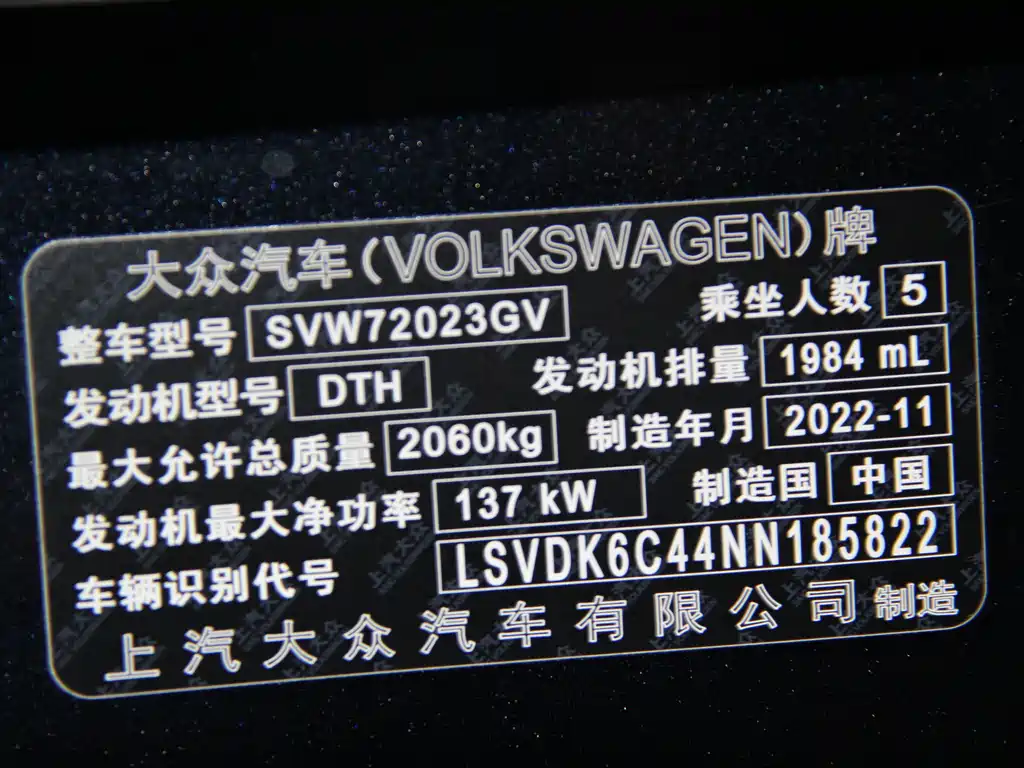 大众汽车(VOLKSWAGEN)牌
整车型号 SVW72023GV 乘坐人数 5
发动机型号 DTH 发动机排量 1984 mL
最大允许总质量 2060kg 制造年月 2022-11
发动机最大净功率 137 kW 制造国 中国
车辆识别代号 LSVDK6C44NN185822
上汽大众汽车有限公司 制造